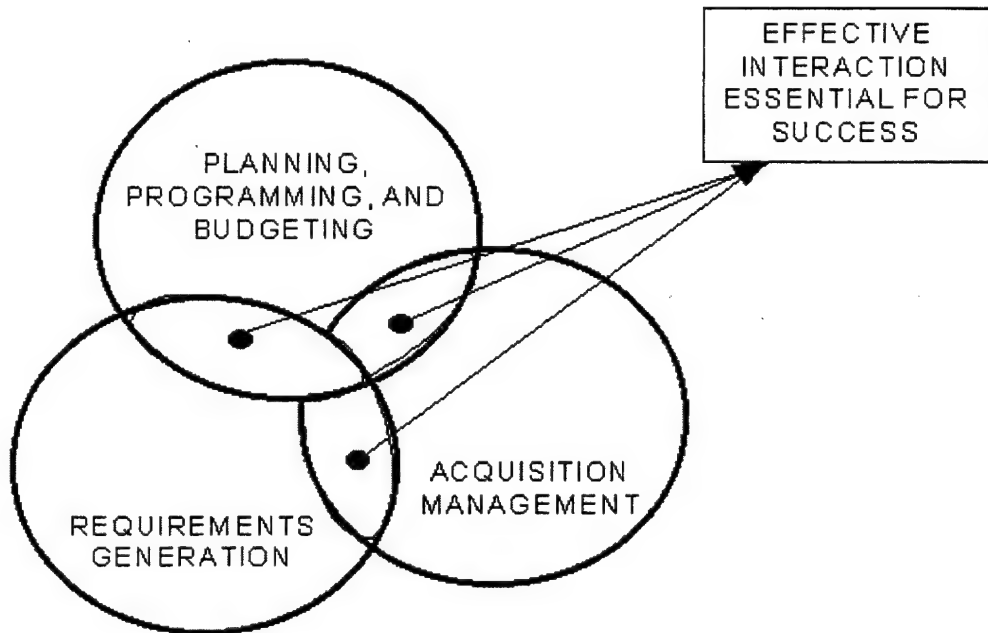 EFFECTIVE
INTERACTION
ESSENTIAL FOR
SUCCESS
PLANNING,
PROGRAMMING, AND
BUDGETING
ACQUISITION
MANAGEMENT
REQUIREMENTS
GENERATION